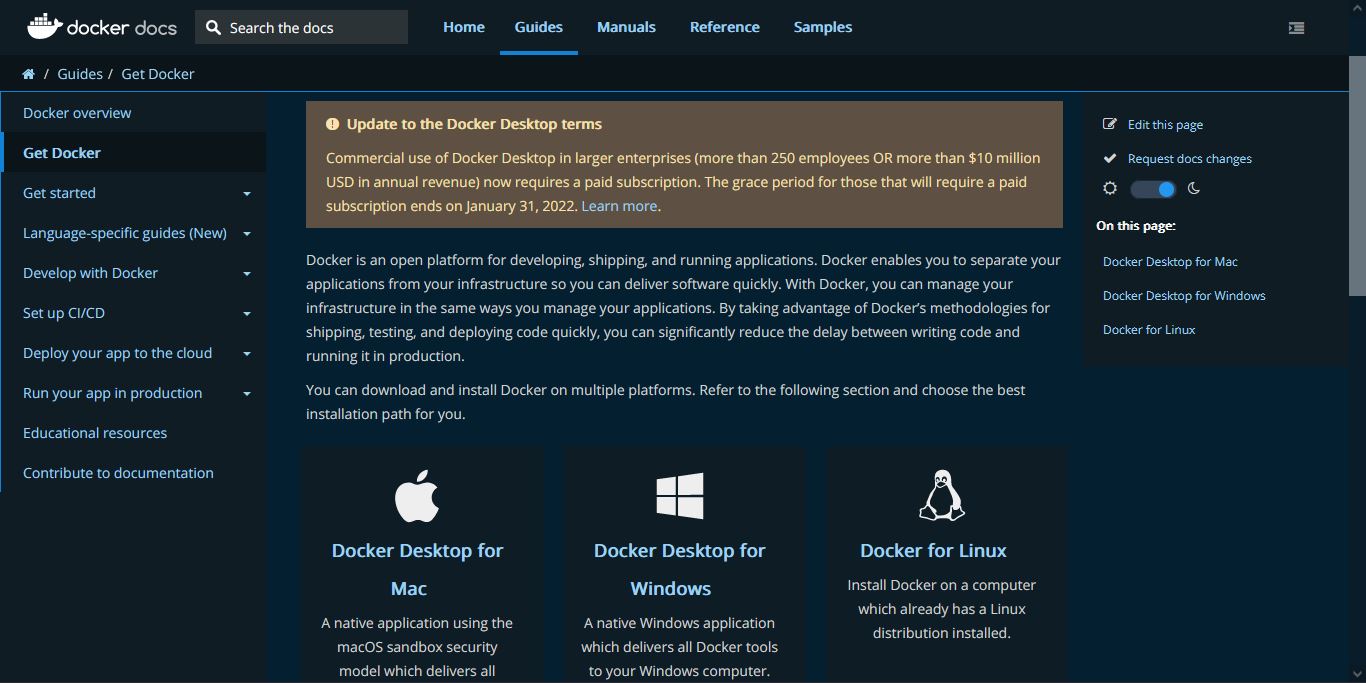 docker docs
Search the docs
Home
Guides
Manuals
Reference
Samples
/ Guides / Get Docker
Docker overview
Get Docker
Get started
Language-specific guides (New)
Develop with Docker
Set up CI/CD
Deploy your app to the cloud
Run your app in production
Educational resources
Contribute to documentation
Update to the Docker Desktop terms
Commercial use of Docker Desktop in larger enterprises (more than 250 employees OR more than $10 million
USD in annual revenue) now requires a paid subscription. The grace period for those that will require a paid
subscription ends on January 31, 2022. Learn more.
Docker is an open platform for developing, shipping, and running applications. Docker enables you to separate your
applications from your infrastructure so you can deliver software quickly. With Docker, you can manage your
infrastructure in the same ways you manage your applications. By taking advantage of Docker’s methodologies for
shipping, testing, and deploying code quickly, you can significantly reduce the delay between writing code and
running it in production.
You can download and install Docker on multiple platforms. Refer to the following section and choose the best
installation path for you.
Docker Desktop for
Mac
A native application using the
macOS sandbox security
model which delivers all
Docker Desktop for
Windows
A native Windows application
which delivers all Docker tools
to your Windows computer.
Docker for Linux
Install Docker on a computer
which already has a Linux
distribution installed.
Edit this page
Request docs changes
On this page:
Docker Desktop for Mac
Docker Desktop for Windows
Docker for Linux